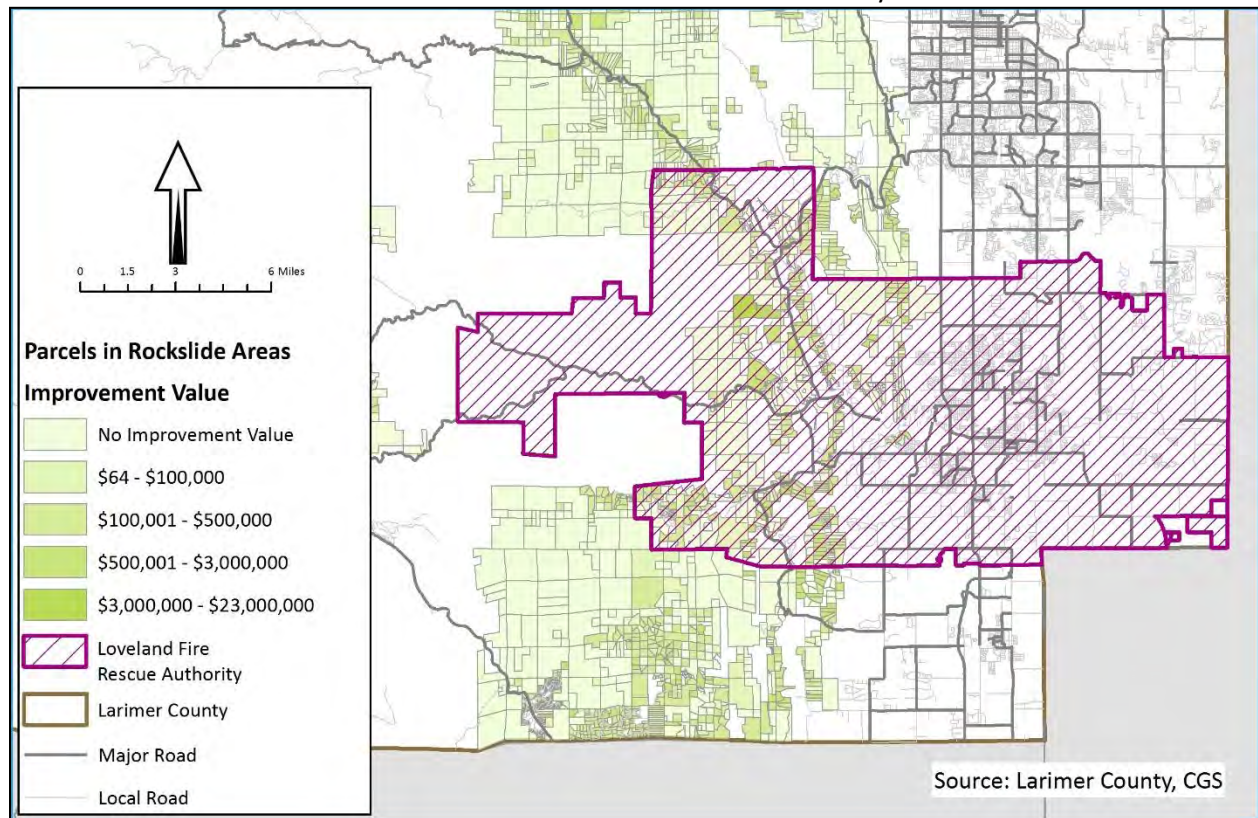 0 1.5 3 6 Miles
Parcels in Rockslide Areas
Improvement Value
No Improvement Value
$64 - $100,000
$100,001 - $500,000
$500,001 - $3,000,000
$3,000,000 - $23,000,000
Loveland Fire
Rescue Authority
Larimer County
Major Road
Local Road
Source: Larimer County, CGS